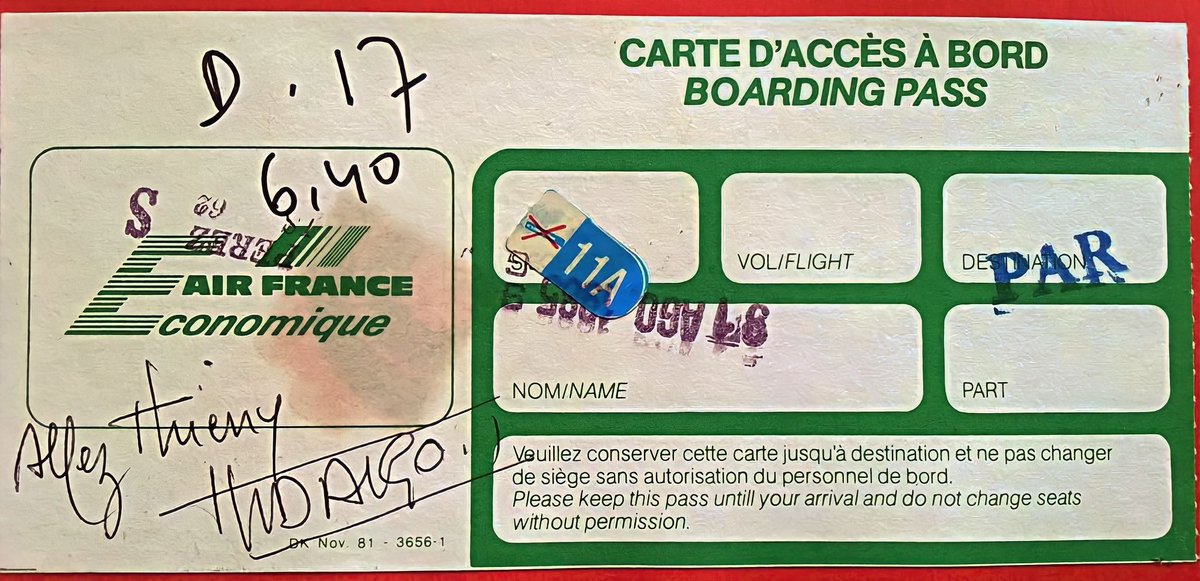 D. 17
6,40
CARTE D'ACCÈS À BORD
BOARDING PASS
S
AIR FRANCE
Economique
11A
VOL/FLIGHT
DESTINATION
PAR
AGO
NOM/NAME
PART
Allez Thierry
HIDALGO.
Veuillez conserver cette carte jusqu'à destination et ne pas changer
de siège sans autorisation du personnel de bord.
Please keep this pass untill your arrival and do not change seats
without permission.
DK Nov. 81 - 3656-1